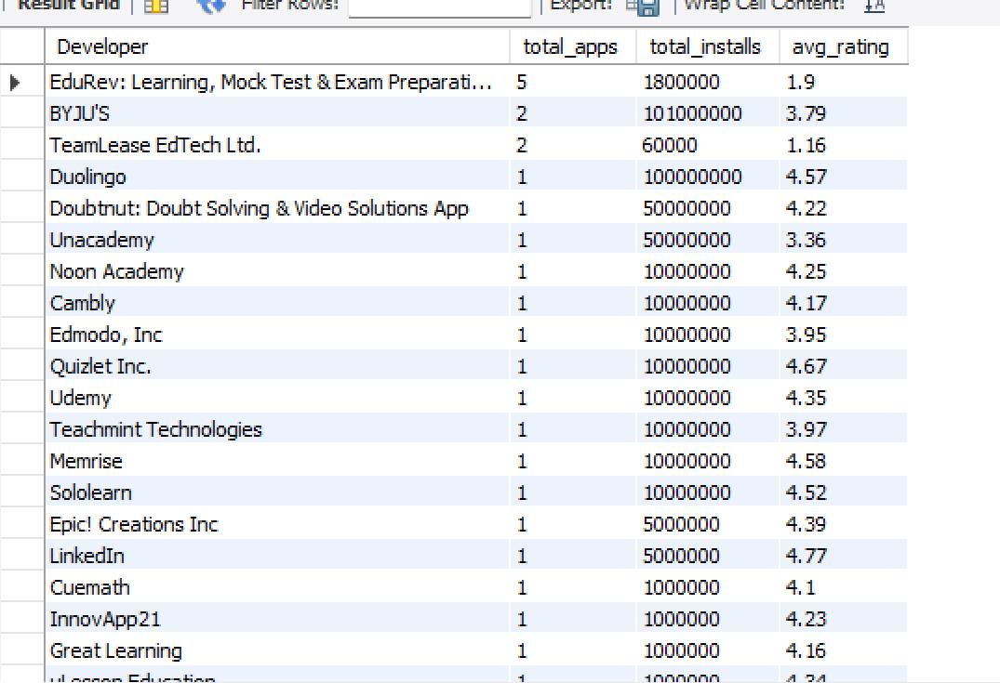 Result Grid Filter Rows: Export: Wrap Cell Content: IA
Developer total_apps total_installs avg_rating
EduRev: Learning, Mock Test & Exam Preparati... 5 1800000 1.9
BYJU'S 2 101000000 3.79
TeamLease EdTech Ltd. 2 60000 1.16
Duolingo 1 100000000 4.57
Doubtnut: Doubt Solving & Video Solutions App 1 50000000 4.22
Unacademy 1 50000000 3.36
Noon Academy 1 10000000 4.25
Cambly 1 10000000 4.17
Edmodo, Inc 1 10000000 3.95
Quizlet Inc. 1 10000000 4.67
Udemy 1 10000000 4.35
Teachmint Technologies 1 10000000 3.97
Memrise 1 10000000 4.58
Sololearn 1 10000000 4.52
Epic! Creations Inc 1 5000000 4.39
LinkedIn 1 5000000 4.77
Cuemath 1 1000000 4.1
InnovApp21 1 1000000 4.23
Great Learning 1 1000000 4.16
uLesson Education 1 1000000 4.34